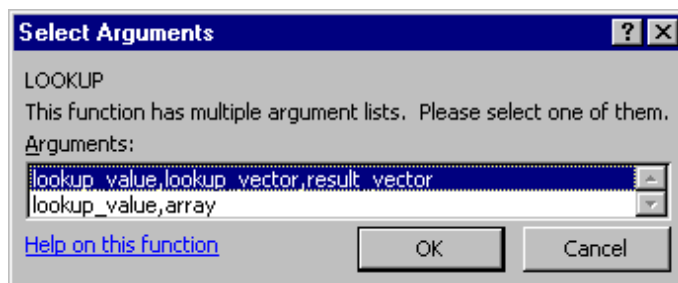 Select Arguments
LOOKUP
This function has multiple argument lists.  Please select one of them.
Arguments:
lookup_value,lookup_vector,result_vector
lookup_value,array
Help on this function
OK
Cancel